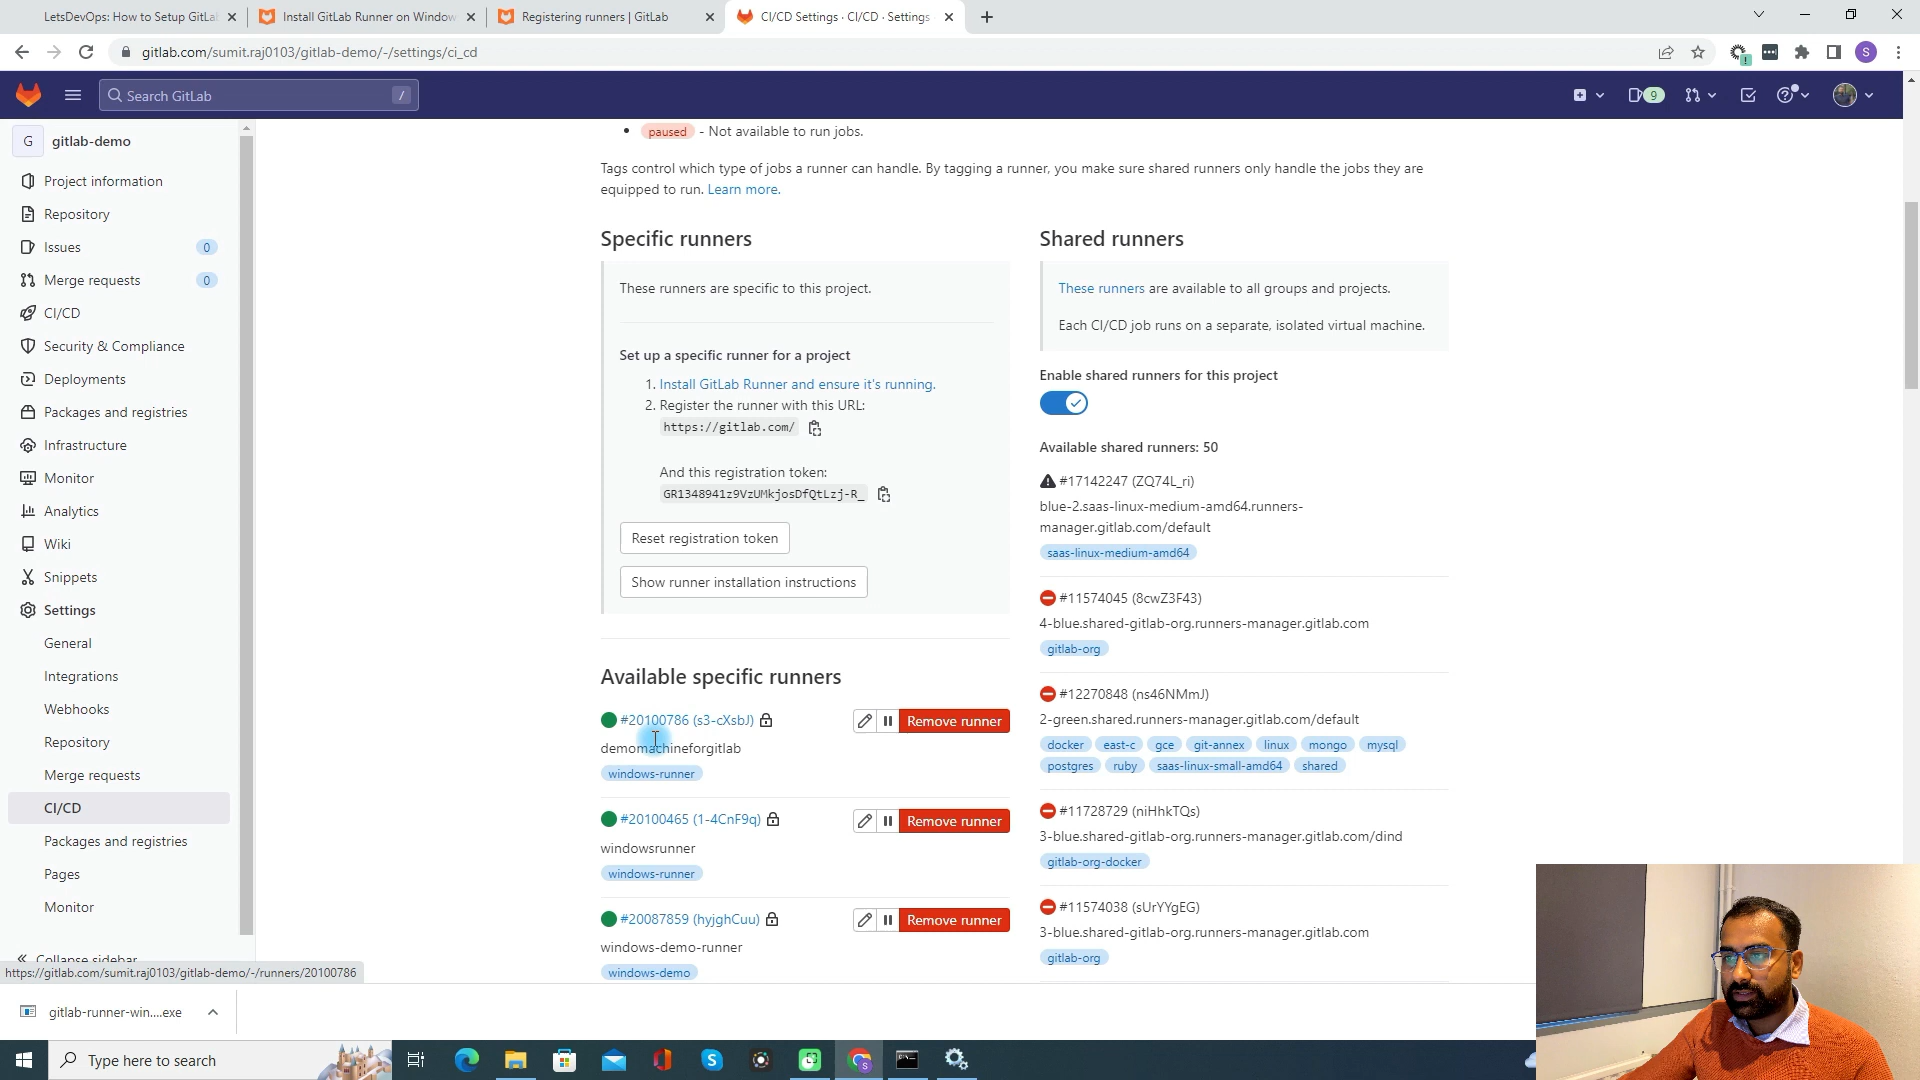 LetsDevOps: How to Setup GitLa
Install GitLab Runner on Window
Registering runners | GitLab
CI/CD Settings · CI/CD · Settings
gitlab.com/sumit.raj0103/gitlab-demo/-/settings/ci_cd
S
Search GitLab
/
9
G
gitlab-demo
Project information
Repository
Issues
0
Merge requests
0
CI/CD
Security & Compliance
Deployments
Packages and registries
Infrastructure
Monitor
Analytics
Wiki
Snippets
Settings
General
Integrations
Webhooks
Repository
Merge requests
CI/CD
Packages and registries
Pages
Monitor
Collapse sidebar
paused - Not available to run jobs.
Tags control which type of jobs a runner can handle. By tagging a runner, you make sure shared runners only handle the jobs they are
equipped to run. Learn more.
Specific runners
These runners are specific to this project.
Set up a specific runner for a project
1. Install GitLab Runner and ensure it's running.
2. Register the runner with this URL:
https://gitlab.com/
And this registration token:
GR1348941z9VzUMkjosDfQtLzj-R_
Reset registration token
Show runner installation instructions
Available specific runners
#20100786 (s3-cXsbJ)
Remove runner
demomachineforgitlab
windows-runner
#20100465 (1-4CnF9q)
Remove runner
windowsrunner
windows-runner
#20087859 (hyjghCuu)
Remove runner
windows-demo-runner
windows-demo
Shared runners
These runners are available to all groups and projects.
Each CI/CD job runs on a separate, isolated virtual machine.
Enable shared runners for this project
Available shared runners: 50
#17142247 (ZQ74L_ri)
blue-2.saas-linux-medium-amd64.runners-
manager.gitlab.com/default
saas-linux-medium-amd64
#11574045 (8cwZ3F43)
4-blue.shared-gitlab-org.runners-manager.gitlab.com
gitlab-org
#12270848 (ns46NMmJ)
2-green.shared.runners-manager.gitlab.com/default
docker east-c gce git-annex linux mongo mysql
postgres ruby saas-linux-small-amd64 shared
#11728729 (niHhkTQs)
3-blue.shared-gitlab-org.runners-manager.gitlab.com/dind
gitlab-org-docker
#11574038 (sUrYYgEG)
3-blue.shared-gitlab-org.runners-manager.gitlab.com
gitlab-org
https://gitlab.com/sumit.raj0103/gitlab-demo/-/runners/20100786
gitlab-runner-win....exe
Type here to search